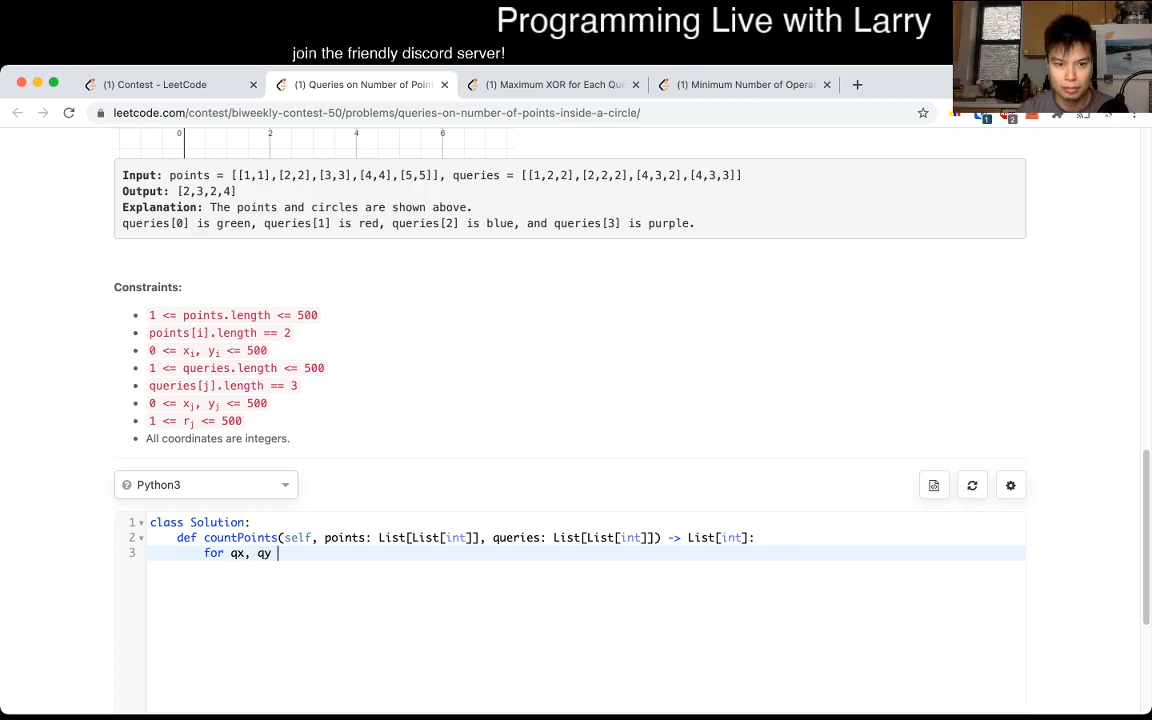 Programming Live with Larry
join the friendly discord server!
(1) Contest - LeetCode
(1) Queries on Number of Point
(1) Maximum XOR for Each Que
(1) Minimum Number of Operat
leetcode.com/contest/biweekly-contest-50/problems/queries-on-number-of-points-inside-a-circle/
1
2
0
2
4
6
Input: points = [[1,1],[2,2],[3,3],[4,4],[5,5]], queries = [[1,2,2],[2,2,2],[4,3,2],[4,3,3]]
Output: [2,3,2,4]
Explanation: The points and circles are shown above.
queries[0] is green, queries[1] is red, queries[2] is blue, and queries[3] is purple.
Constraints:
1 <= points.length <= 500
points[i].length == 2
0 <= xi, yi <= 500
1 <= queries.length <= 500
queries[j].length == 3
0 <= xj, yj <= 500
1 <= rj <= 500
All coordinates are integers.
Python3
1 class Solution:
2 def countPoints(self, points: List[List[int]], queries: List[List[int]]) -> List[int]:
3 for qx, qy